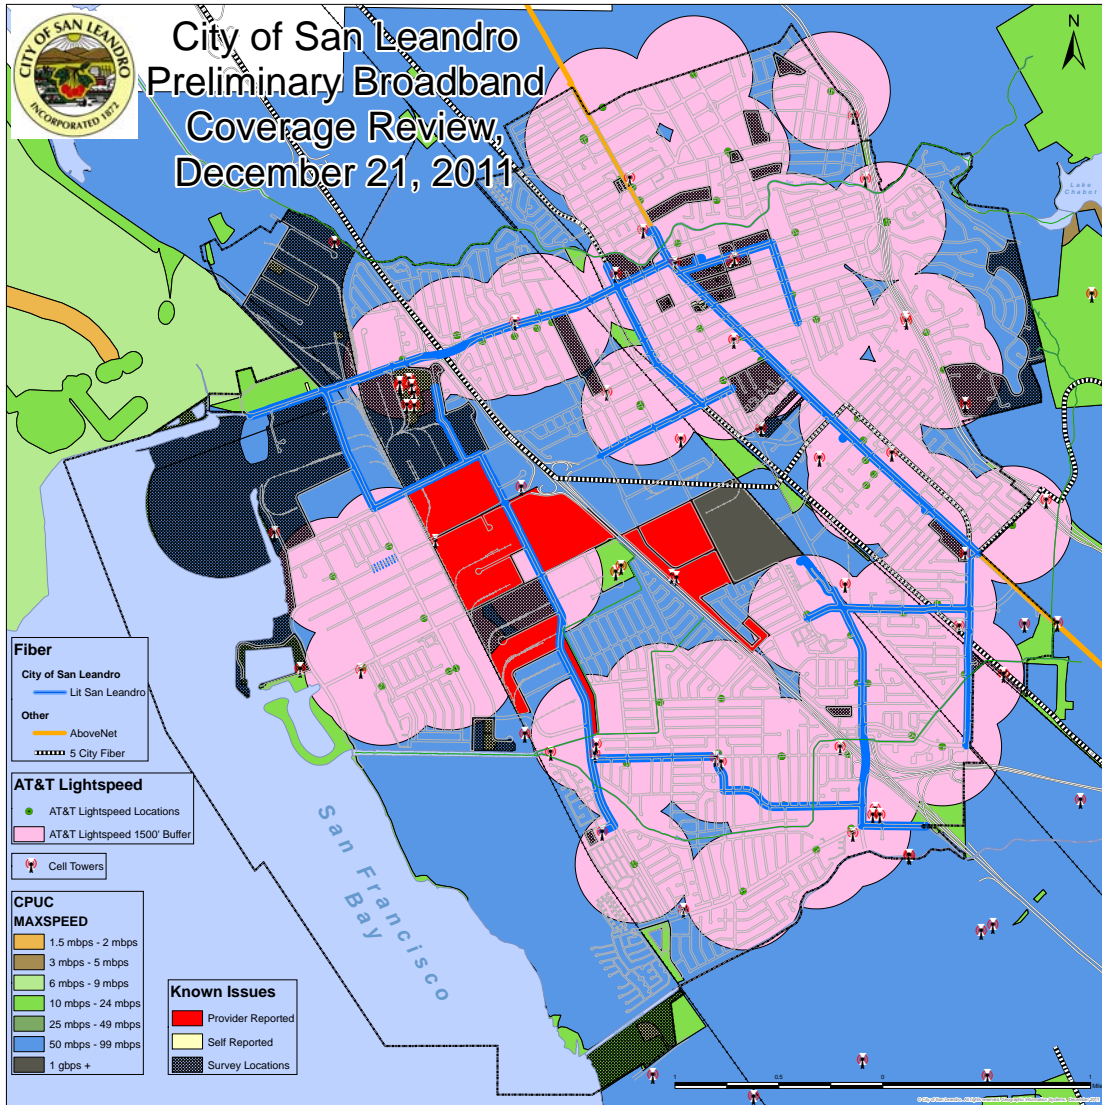 City of San Leandro
Preliminary Broadband
Coverage Review,
December 21, 2011
CITY OF SAN LEANDRO
INCORPORATED 1872
N
Lake
Chabot
San Francisco
Bay
Fiber
City of San Leandro
Lit San Leandro
Other
AboveNet
5 City Fiber
AT&T Lightspeed
AT&T Lightspeed Locations
AT&T Lightspeed 1500' Buffer
Cell Towers
CPUC
MAXSPEED
1.5 mbps - 2 mbps
3 mbps - 5 mbps
6 mbps - 9 mbps
10 mbps - 24 mbps
25 mbps - 49 mbps
50 mbps - 99 mbps
1 gbps +
Known Issues
Provider Reported
Self Reported
Survey Locations
1 0.5 0 1